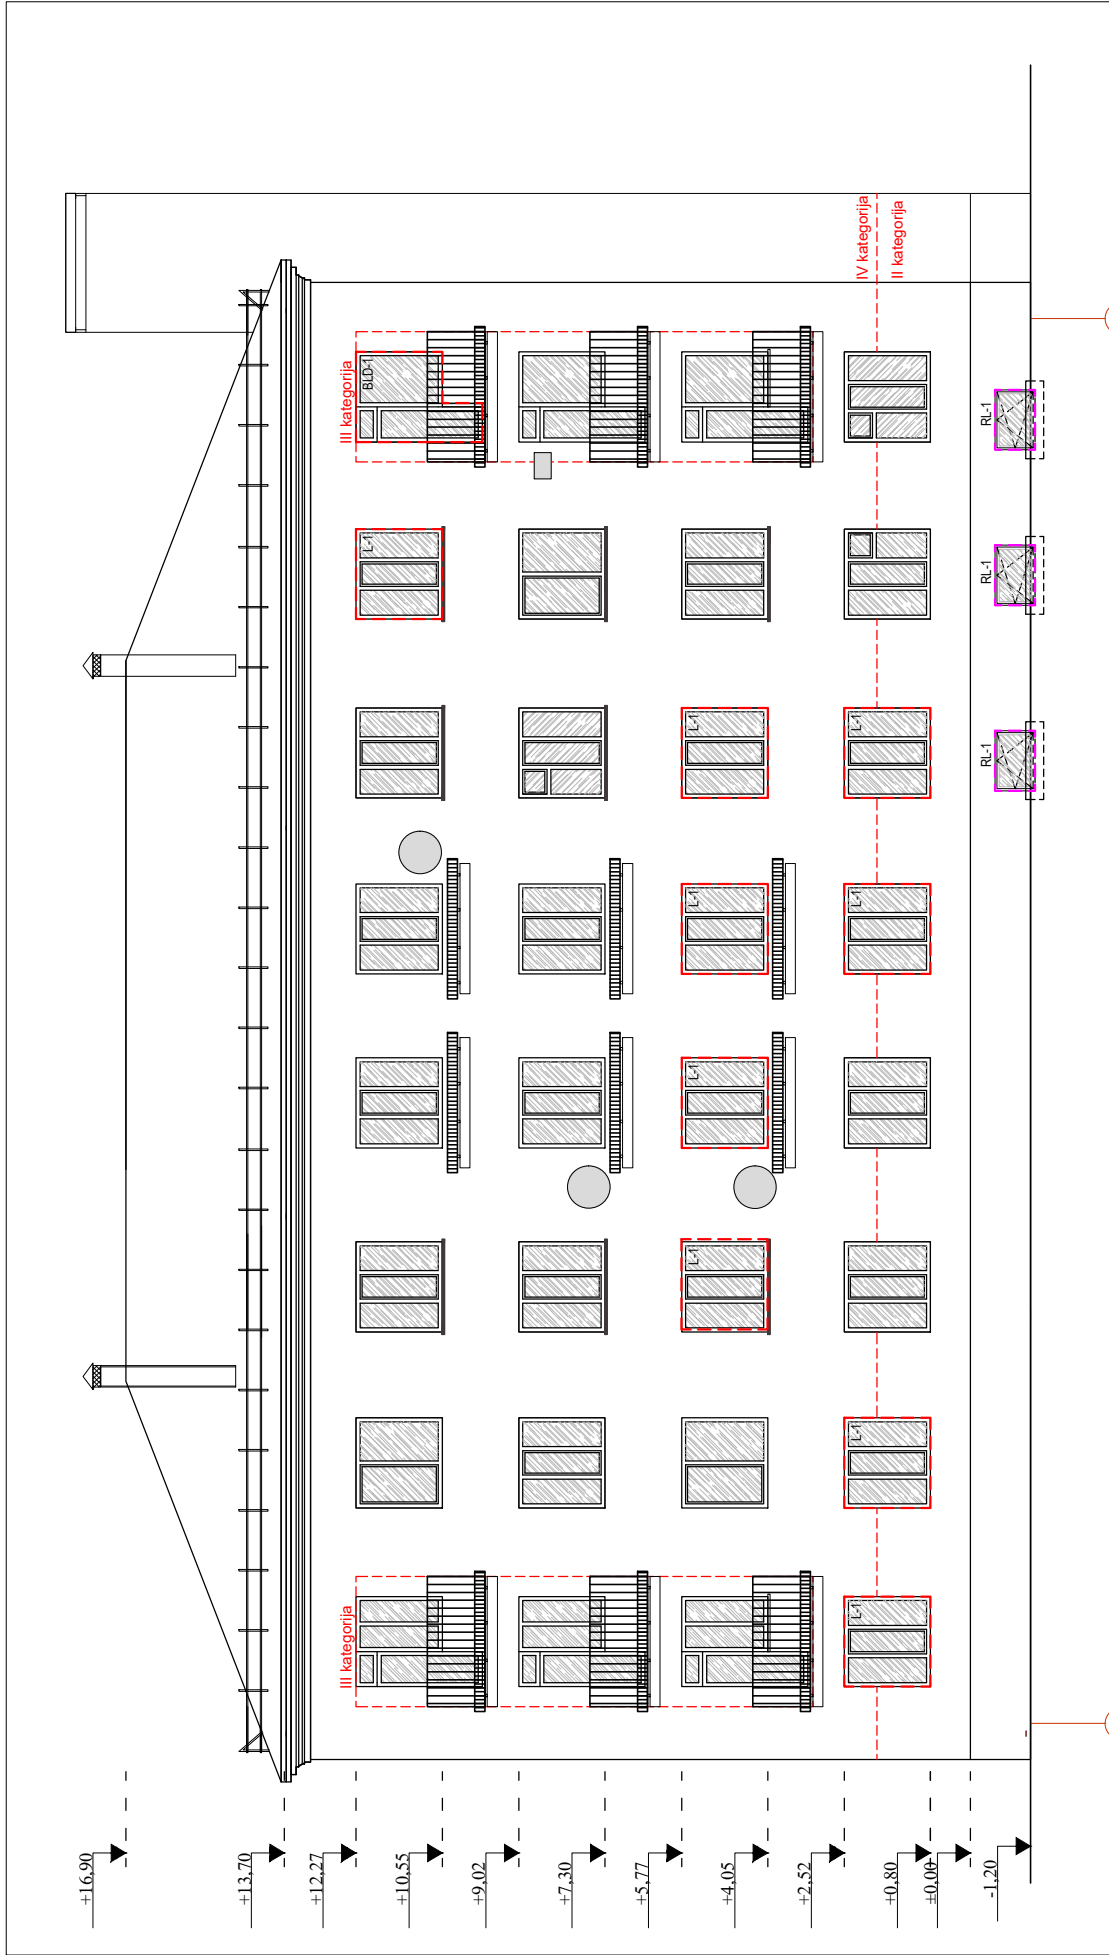 +16,90
+13,70
+12,27
+10,55
+9,02
+7,30
+5,77
+4,05
+2,52
+0,80
±0,00
-1,20
III kategorija
III kategorija
BLD-1
L-1
L-1
L-1
L-1
L-1
L-1
L-1
L-1
L-1
IV kategorija
II kategorija
RL-1
RL-1
RL-1